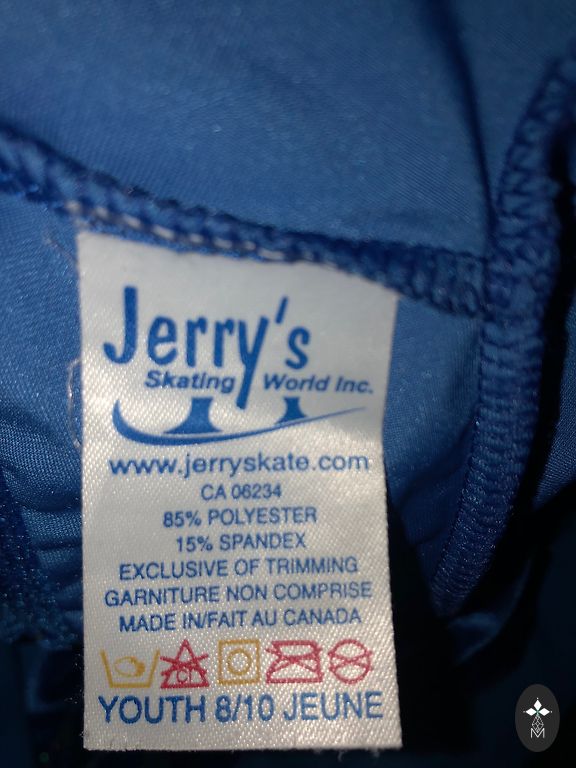 Jerry's
Skating World Inc.
www.jerryskate.com
CA 06234
85% POLYESTER
15% SPANDEX
EXCLUSIVE OF TRIMMING
GARNITURE NON COMPRISE
MADE IN/FAIT AU CANADA
Cl
YOUTH 8/10 JEUNE
M